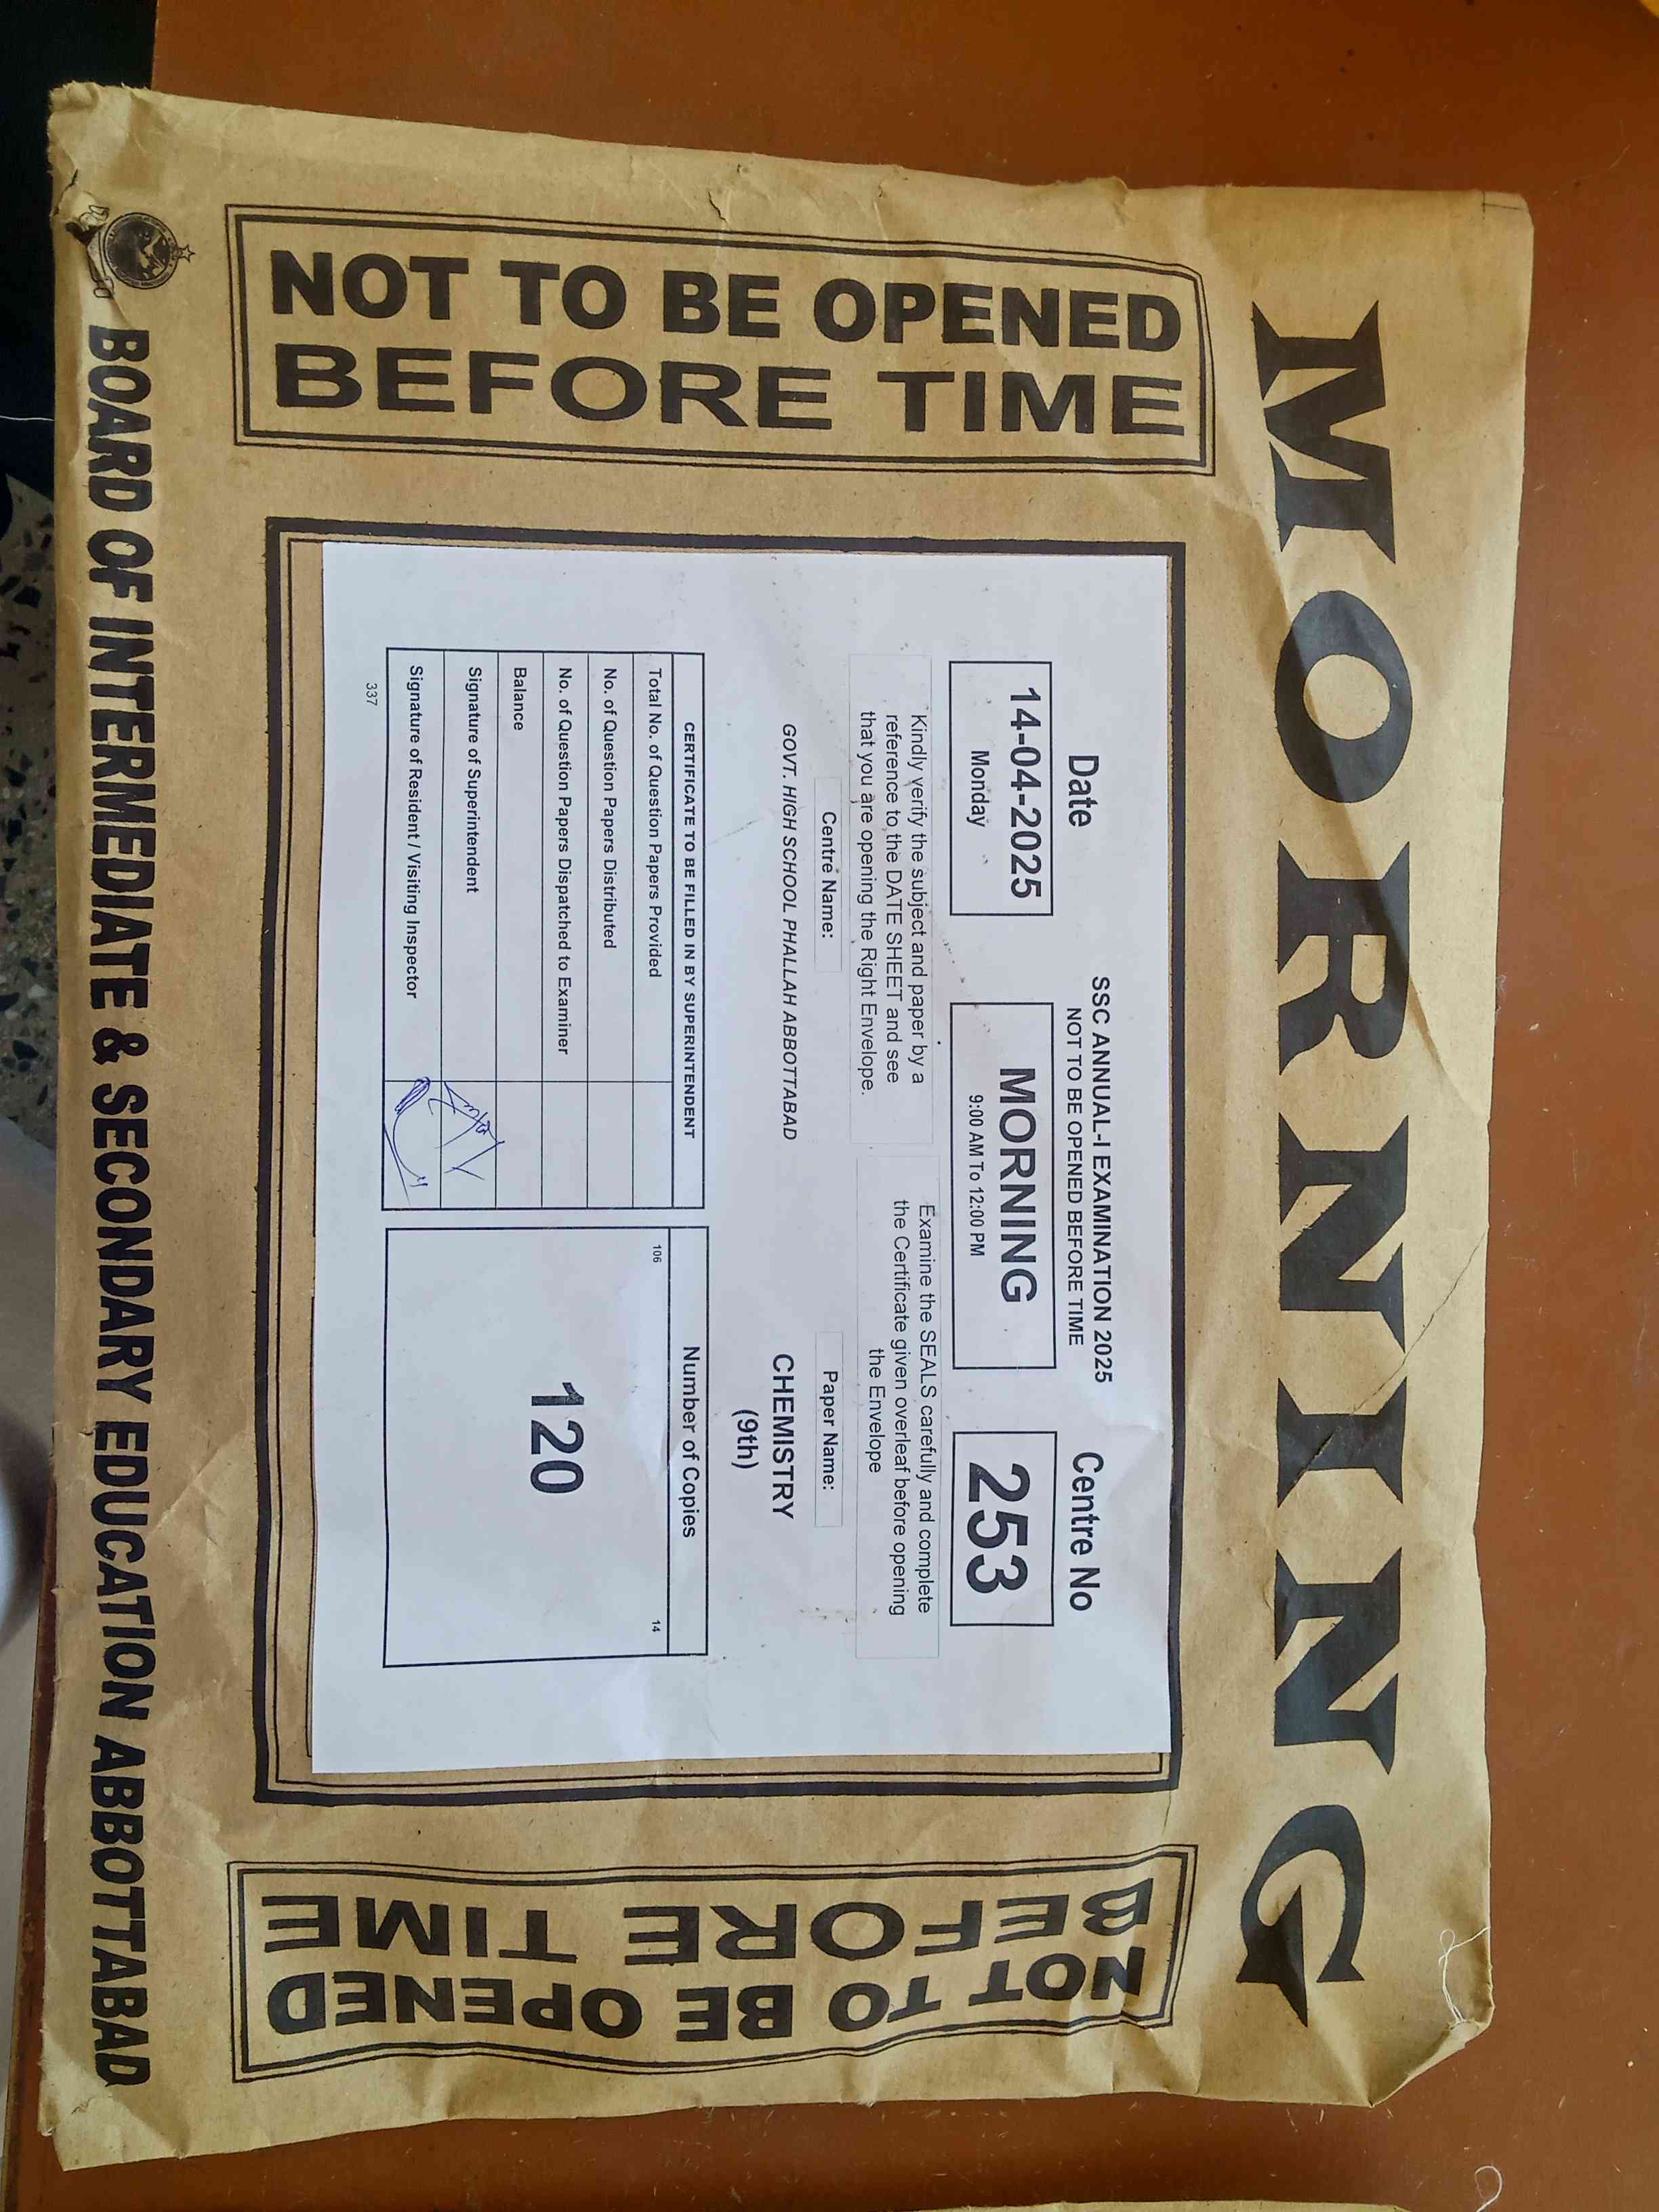 MORNING
NOT TO BE OPENED
BEFORE TIME
SSC ANNUAL-I EXAMINATION 2025
NOT TO BE OPENED BEFORE TIME
Date
Centre No
14-04-2025
Monday
MORNING
9:00 AM To 12:00 PM
253
Kindly verify the subject and paper by a
reference to the DATE SHEET and see
that you are opening the Right Envelope.
Examine the SEALS carefully and complete
the Certificate given overleaf before opening
the Envelope
Centre Name:
Paper Name:
GOVT. HIGH SCHOOL PHALLAH ABBOTTABAD
CHEMISTRY
(9th)
CERTIFICATE TO BE FILLED IN BY SUPERINTENDENT
Total No. of Question Papers Provided
No. of Question Papers Distributed
No. of Question Papers Dispatched to Examiner
Balance
Signature of Superintendent
Signature of Resident / Visiting Inspector
337
Number of Copies
106 14
120
NOT TO BE OPENED
BEFORE TIME
BOARD OF INTERMEDIATE & SECONDARY EDUCATION ABBOTTABAD